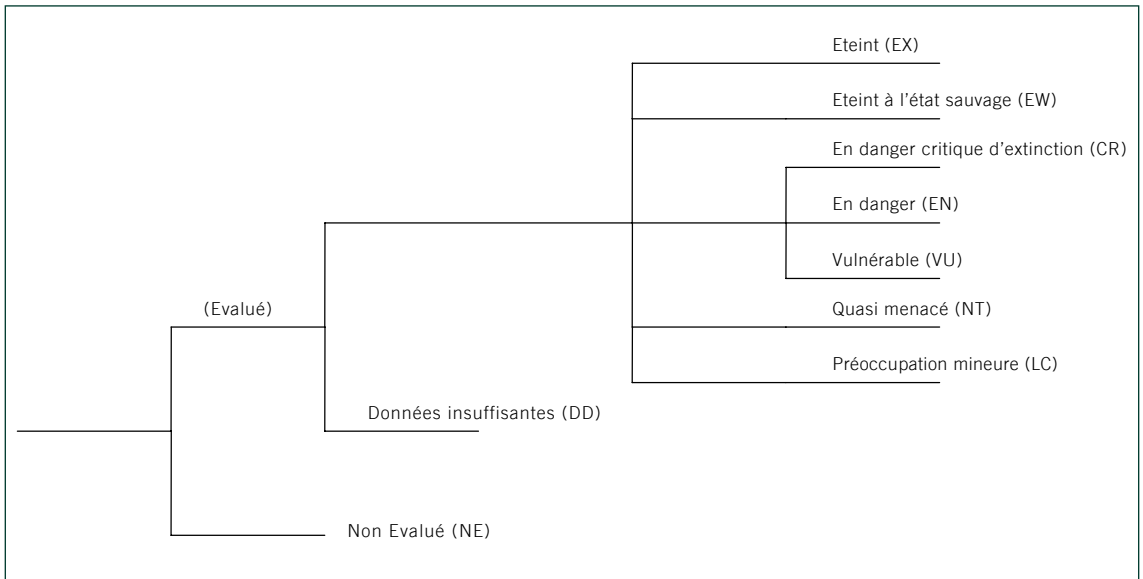 Eteint (EX)
Eteint à l’état sauvage (EW)
En danger critique d’extinction (CR)
En danger (EN)
Vulnérable (VU)
(Evalué)
Quasi menacé (NT)
Préoccupation mineure (LC)
Données insuffisantes (DD)
Non Evalué (NE)